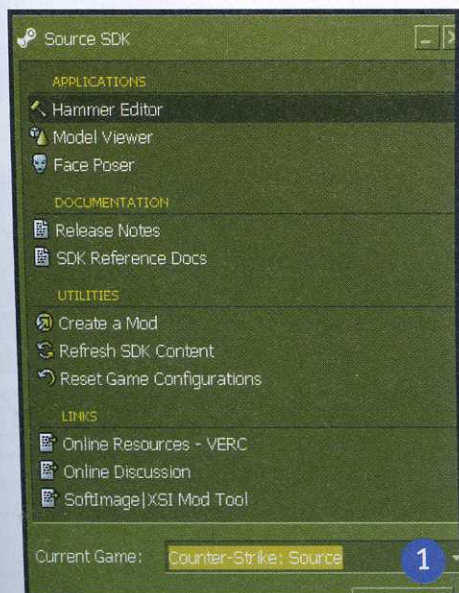 Source SDK
APPLICATIONS
Hammer Editor
Model Viewer
Face Poser
DOCUMENTATION
Release Notes
SDK Reference Docs
UTILITIES
Create a Mod
Refresh SDK Content
Reset Game Configurations
LINKS
Online Resources - VERC
Online Discussion
SoftImage|XSI Mod Tool
Current Game: Counter-Strike: Source 1